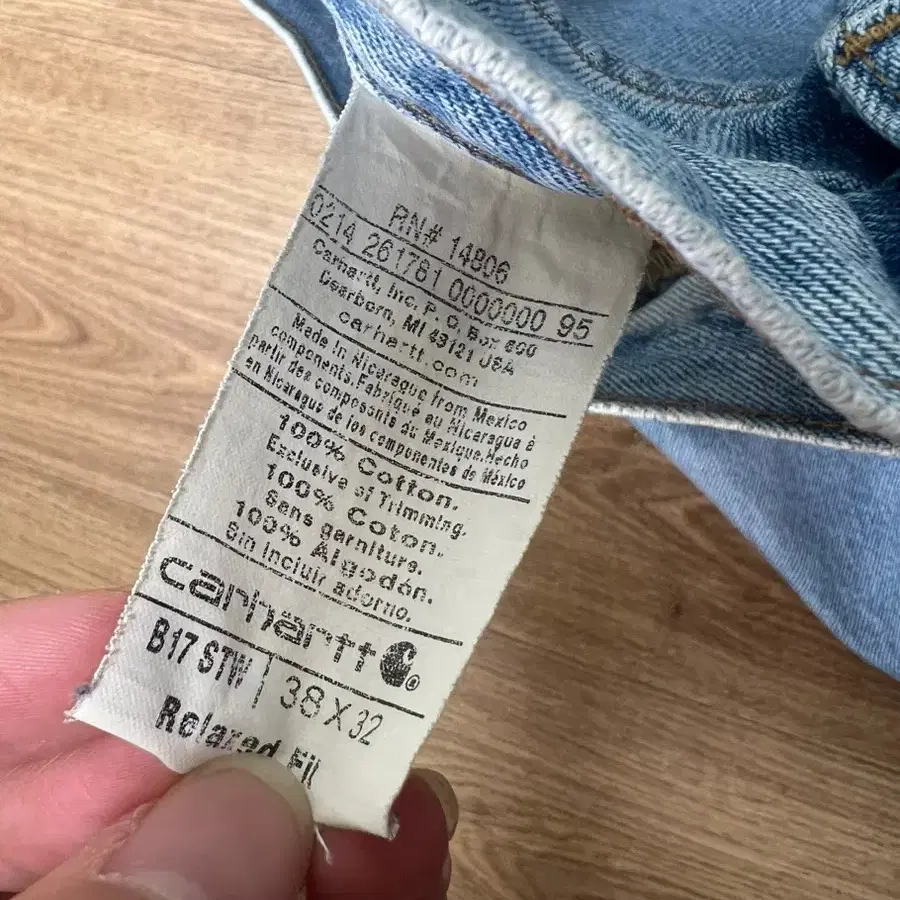 RN# 14806
0214 261781 0000000 95
Carhartt, Inc. P. O. Box 600
Dearborn, MI 48121 USA
carhartt.com
Made in Nicaragua from Mexico
components. Fabriqué au Nicaragua à
partir des composants du Mexique. Hecho
en Nicaragua de los componentes de México
100% Cotton.
Exclusive of Trimming.
100% Coton.
Sans garniture.
100% Algodón.
Sin incluir adorno.
carhartt
B17 STW | 38 X 32
Relaxed Fit